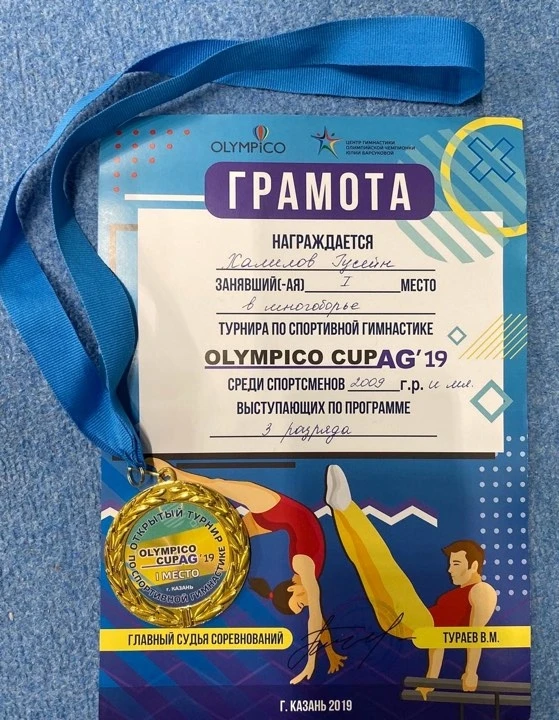 OLYMPICO
ЦЕНТР ГИМНАСТИКИ
ОЛИМПИЙСКОЙ ЧЕМПИОНКИ
ЮЛИИ БАРСУКОВОЙ
ГРАМОТА
НАГРАЖДАЕТСЯ
Халилов Гусейн
ЗАНЯВШИЙ(-АЯ) I МЕСТО
в многоборье
ТУРНИРА ПО СПОРТИВНОЙ ГИМНАСТИКЕ
OLYMPICO CUPAG'19
СРЕДИ СПОРТСМЕНОВ 2009 г.р. и мл.
ВЫСТУПАЮЩИХ ПО ПРОГРАММЕ
3 разряда
ОТКРЫТЫЙ ТУРНИР
OLYMPICO
CUPAG'19
I МЕСТО
г. КАЗАНЬ
ПО СПОРТИВНОЙ ГИМНАСТИКЕ
ГЛАВНЫЙ СУДЬЯ СОРЕВНОВАНИЙ ТУРАЕВ В.М.
Г. КАЗАНЬ 2019